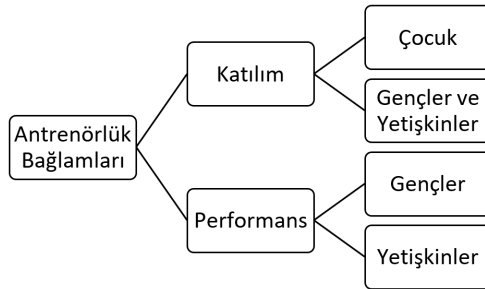 Antrenörlük
Bağlamları
Katılım
Çocuk
Gençler ve
Yetişkinler
Performans
Gençler
Yetişkinler